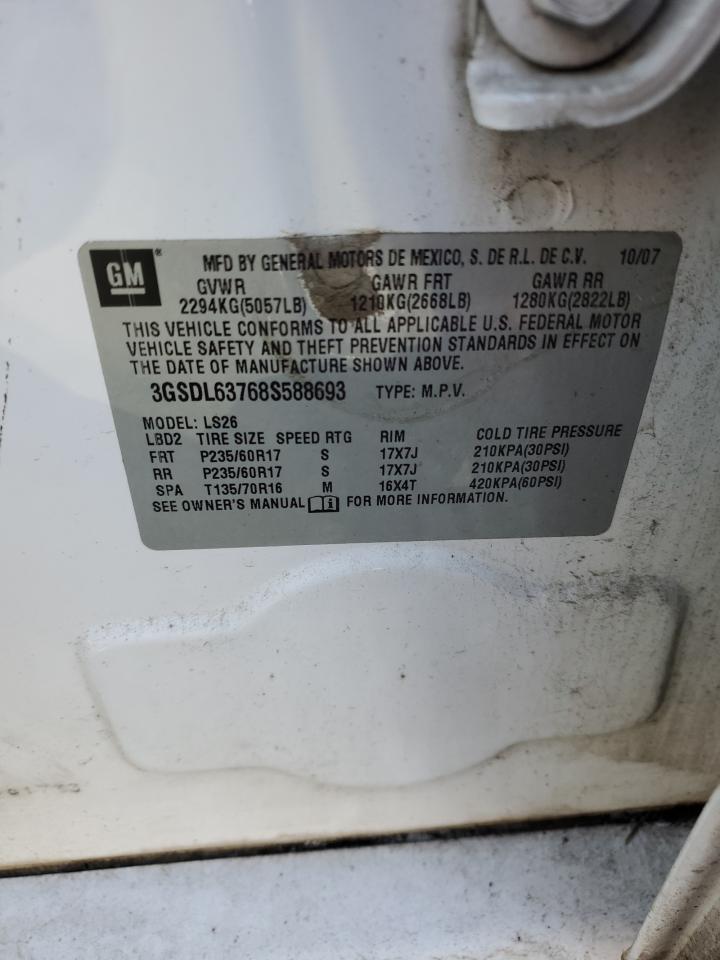 GM ®
MFD BY GENERAL MOTORS DE MEXICO, S. DE R.L. DE C.V. 10/07
GVWR GAWR FRT GAWR RR
2294KG(5057LB) 1210KG(2668LB) 1280KG(2822LB)
THIS VEHICLE CONFORMS TO ALL APPLICABLE U.S. FEDERAL MOTOR
VEHICLE SAFETY AND THEFT PREVENTION STANDARDS IN EFFECT ON
THE DATE OF MANUFACTURE SHOWN ABOVE.
3GSDL63768S588693 TYPE: M.P.V.
MODEL: LS26
LBD2 TIRE SIZE SPEED RTG RIM COLD TIRE PRESSURE
FRT P235/60R17 S 17X7J 210KPA(30PSI)
RR P235/60R17 S 17X7J 210KPA(30PSI)
SPA T135/70R16 M 16X4T 420KPA(60PSI)
SEE OWNER'S MANUAL i FOR MORE INFORMATION.